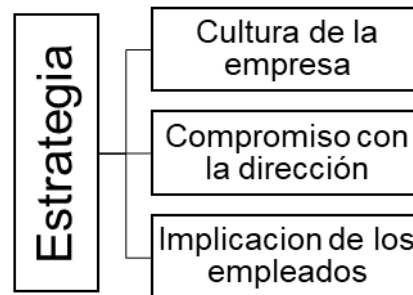 Estrategia
Cultura de la
empresa
Compromiso con
la dirección
Implicacion de los
empleados